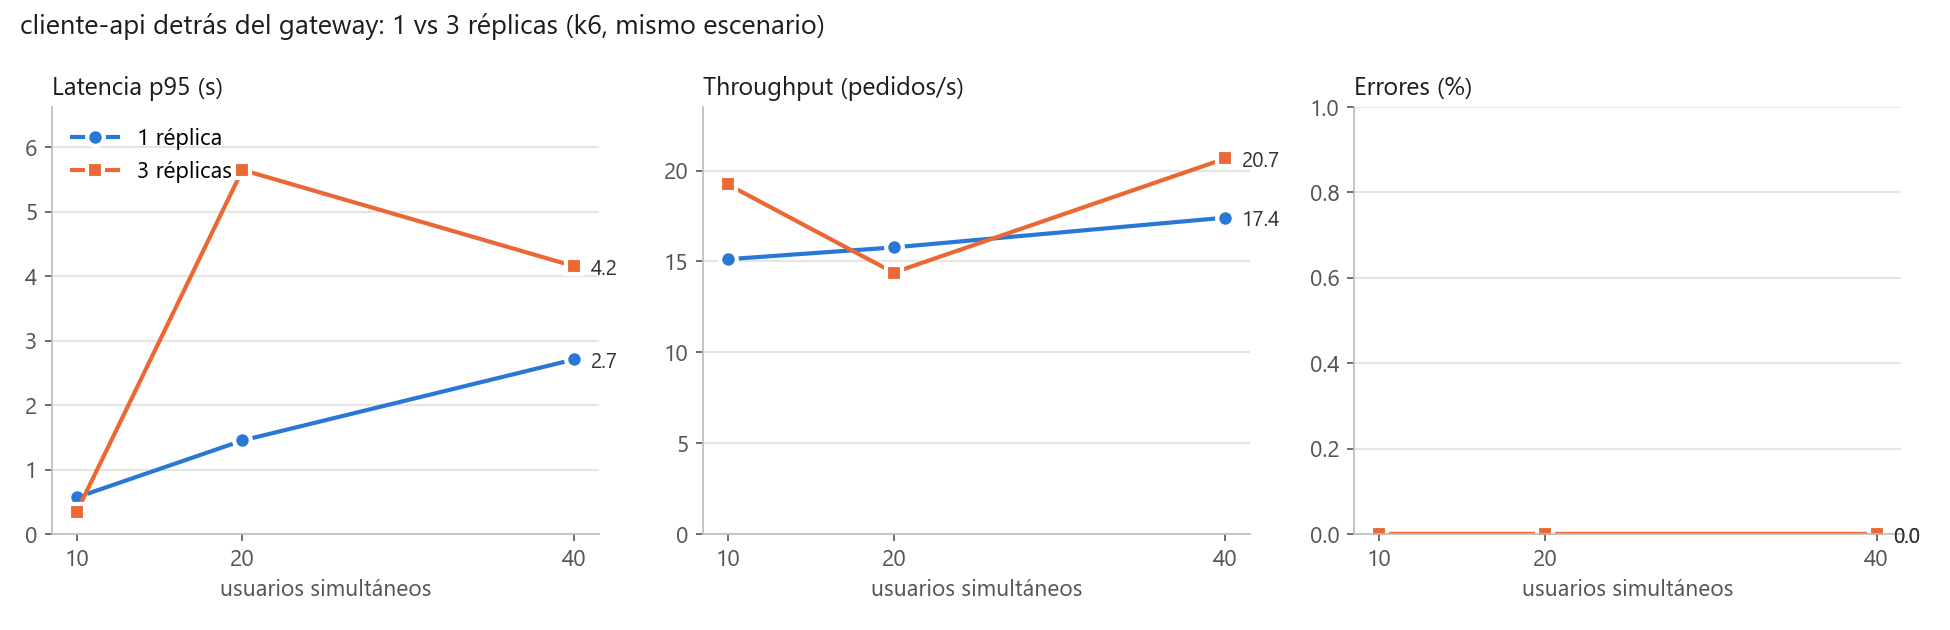 cliente-api detrás del gateway: 1 vs 3 réplicas (k6, mismo escenario)
Latencia p95 (s)
1 réplica
3 réplicas
6
5
4
3
2
1
0
4.2
2.7
10 20 40
usuarios simultáneos
Throughput (pedidos/s)
20
15
10
5
0
20.7
17.4
10 20 40
usuarios simultáneos
Errores (%)
1.0
0.8
0.6
0.4
0.2
0.0
0.0
10 20 40
usuarios simultáneos